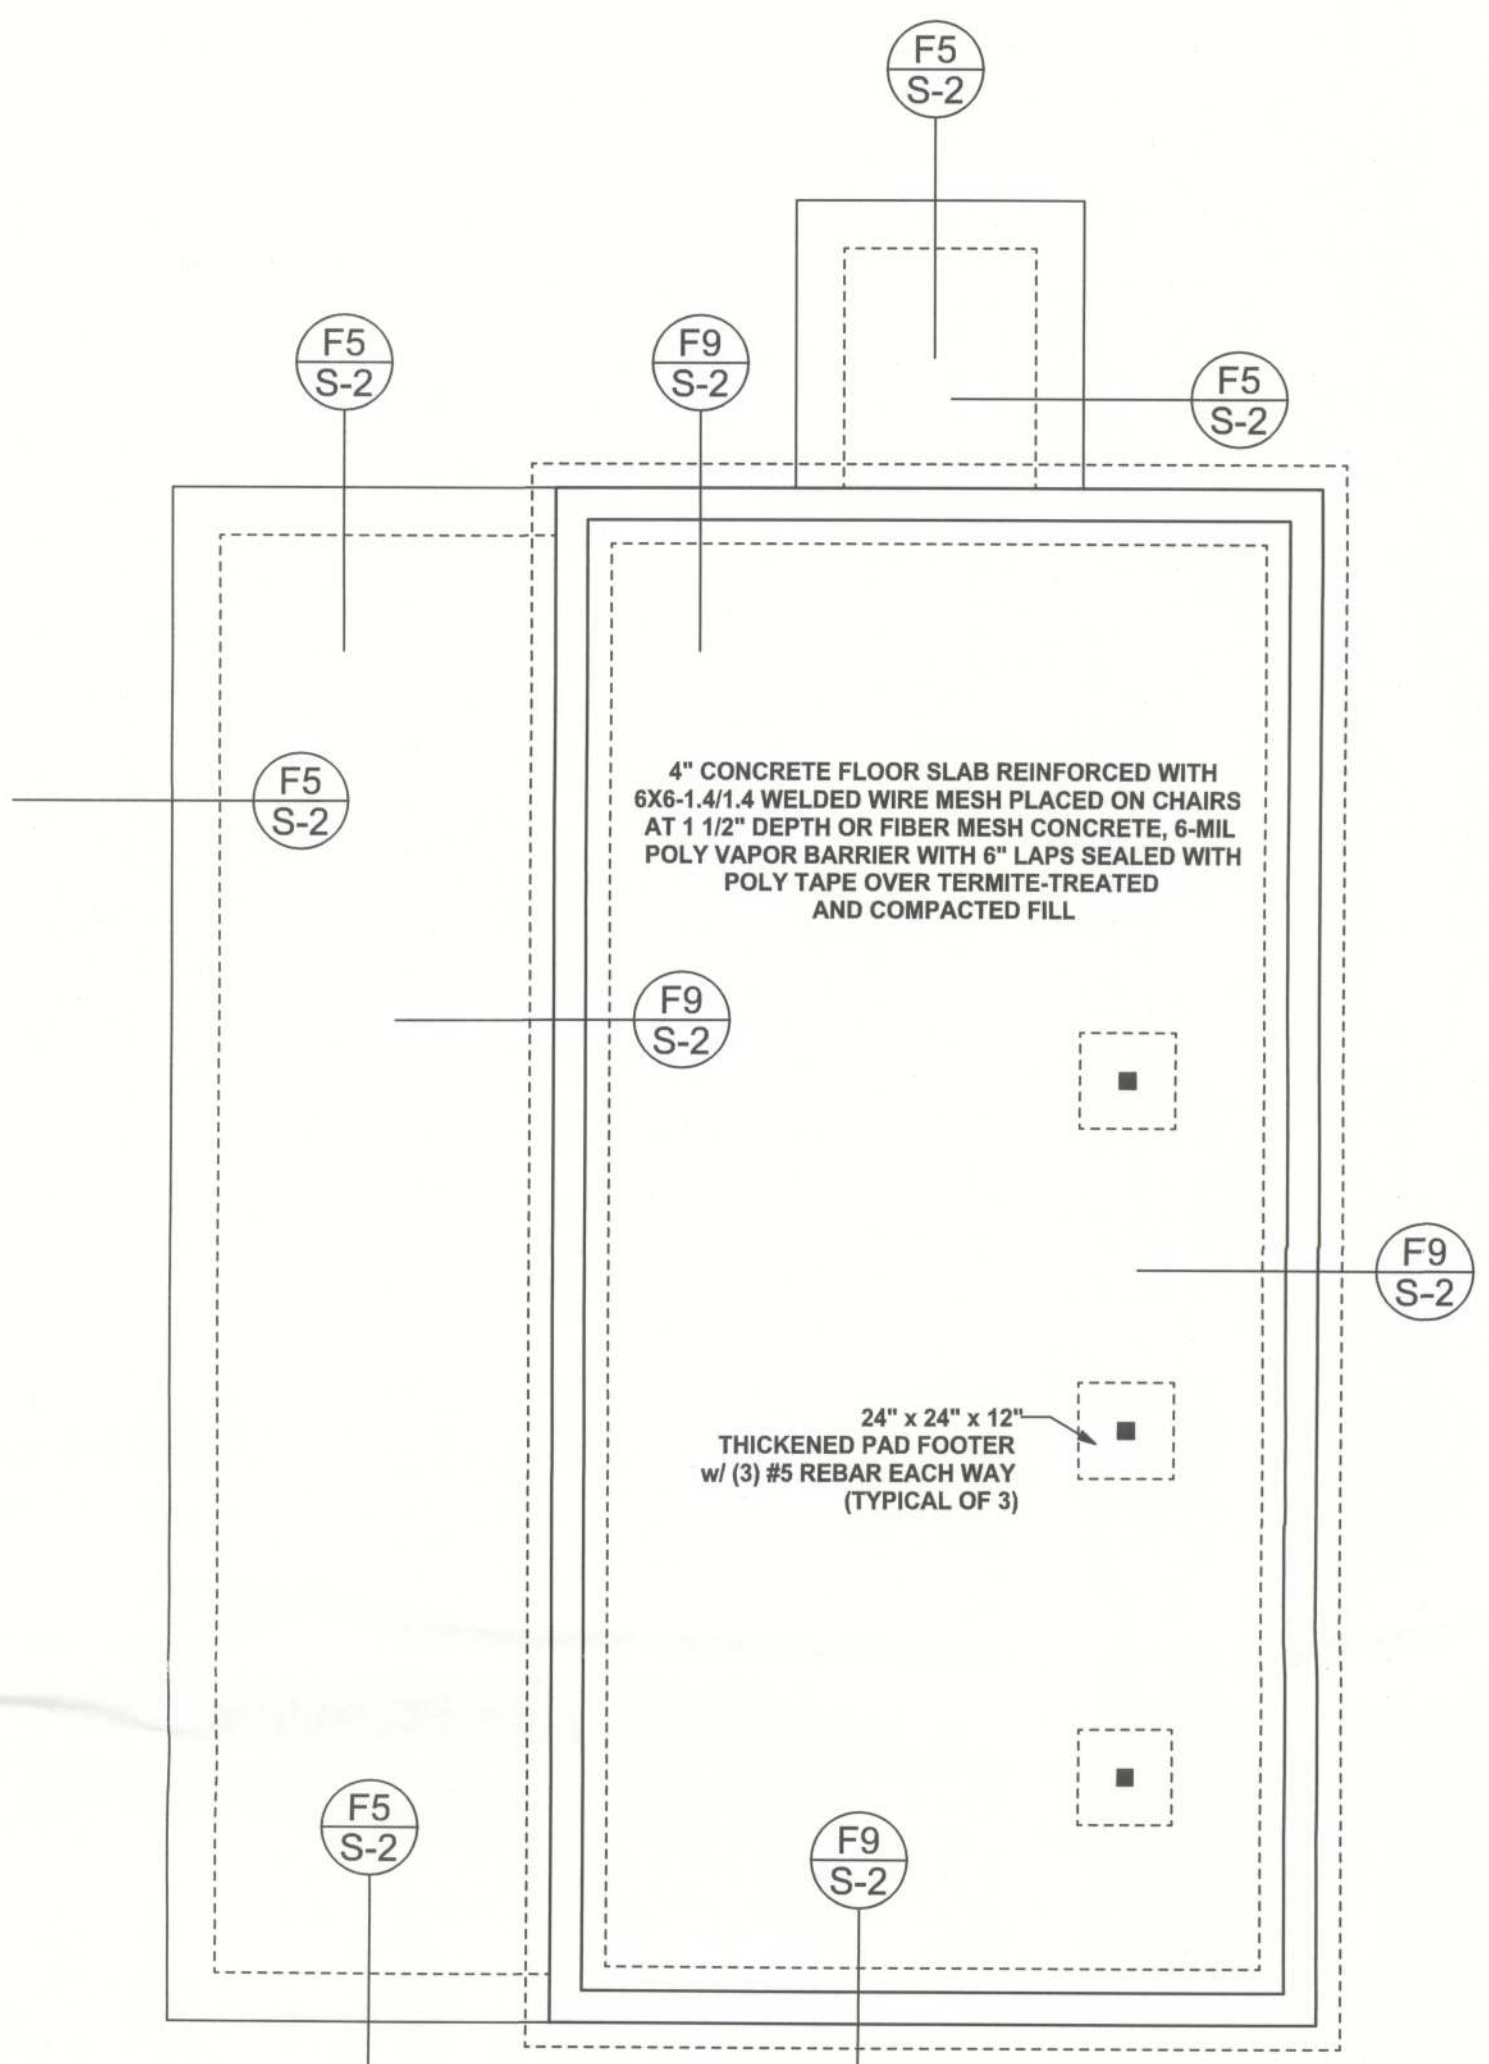 F5
S-2
F5
S-2
F9
S-2
F5
S-2
4" CONCRETE FLOOR SLAB REINFORCED WITH
6X6-1.4/1.4 WELDED WIRE MESH PLACED ON CHAIRS
AT 1 1/2" DEPTH OR FIBER MESH CONCRETE, 6-MIL
POLY VAPOR BARRIER WITH 6" LAPS SEALED WITH
POLY TAPE OVER TERMITE-TREATED
AND COMPACTED FILL
F5
S-2
F9
S-2
F9
S-2
24" x 24" x 12"
THICKENED PAD FOOTER
w/ (3) #5 REBAR EACH WAY
(TYPICAL OF 3)
F5
S-2
F9
S-2